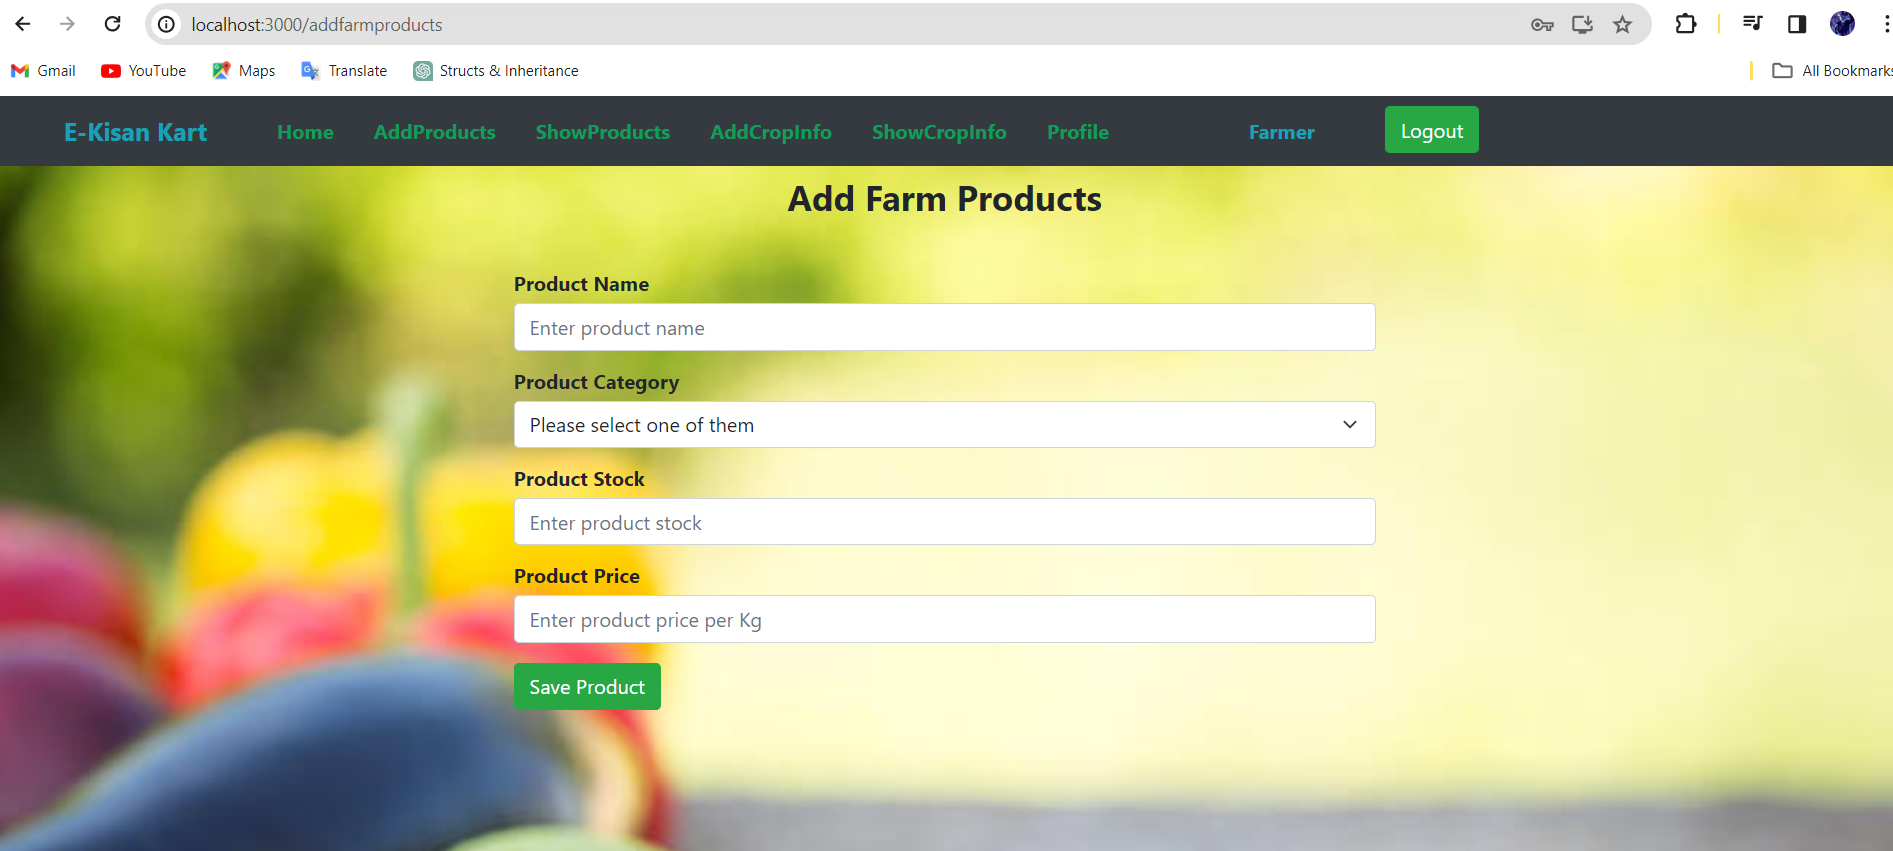 localhost:3000/addfarmproducts
Gmail YouTube Maps Translate Structs & Inheritance All Bookmarks
E-Kisan Kart Home AddProducts ShowProducts AddCropInfo ShowCropInfo Profile Farmer Logout
Add Farm Products
Product Name
Enter product name
Product Category
Please select one of them
Product Stock
Enter product stock
Product Price
Enter product price per Kg
Save Product